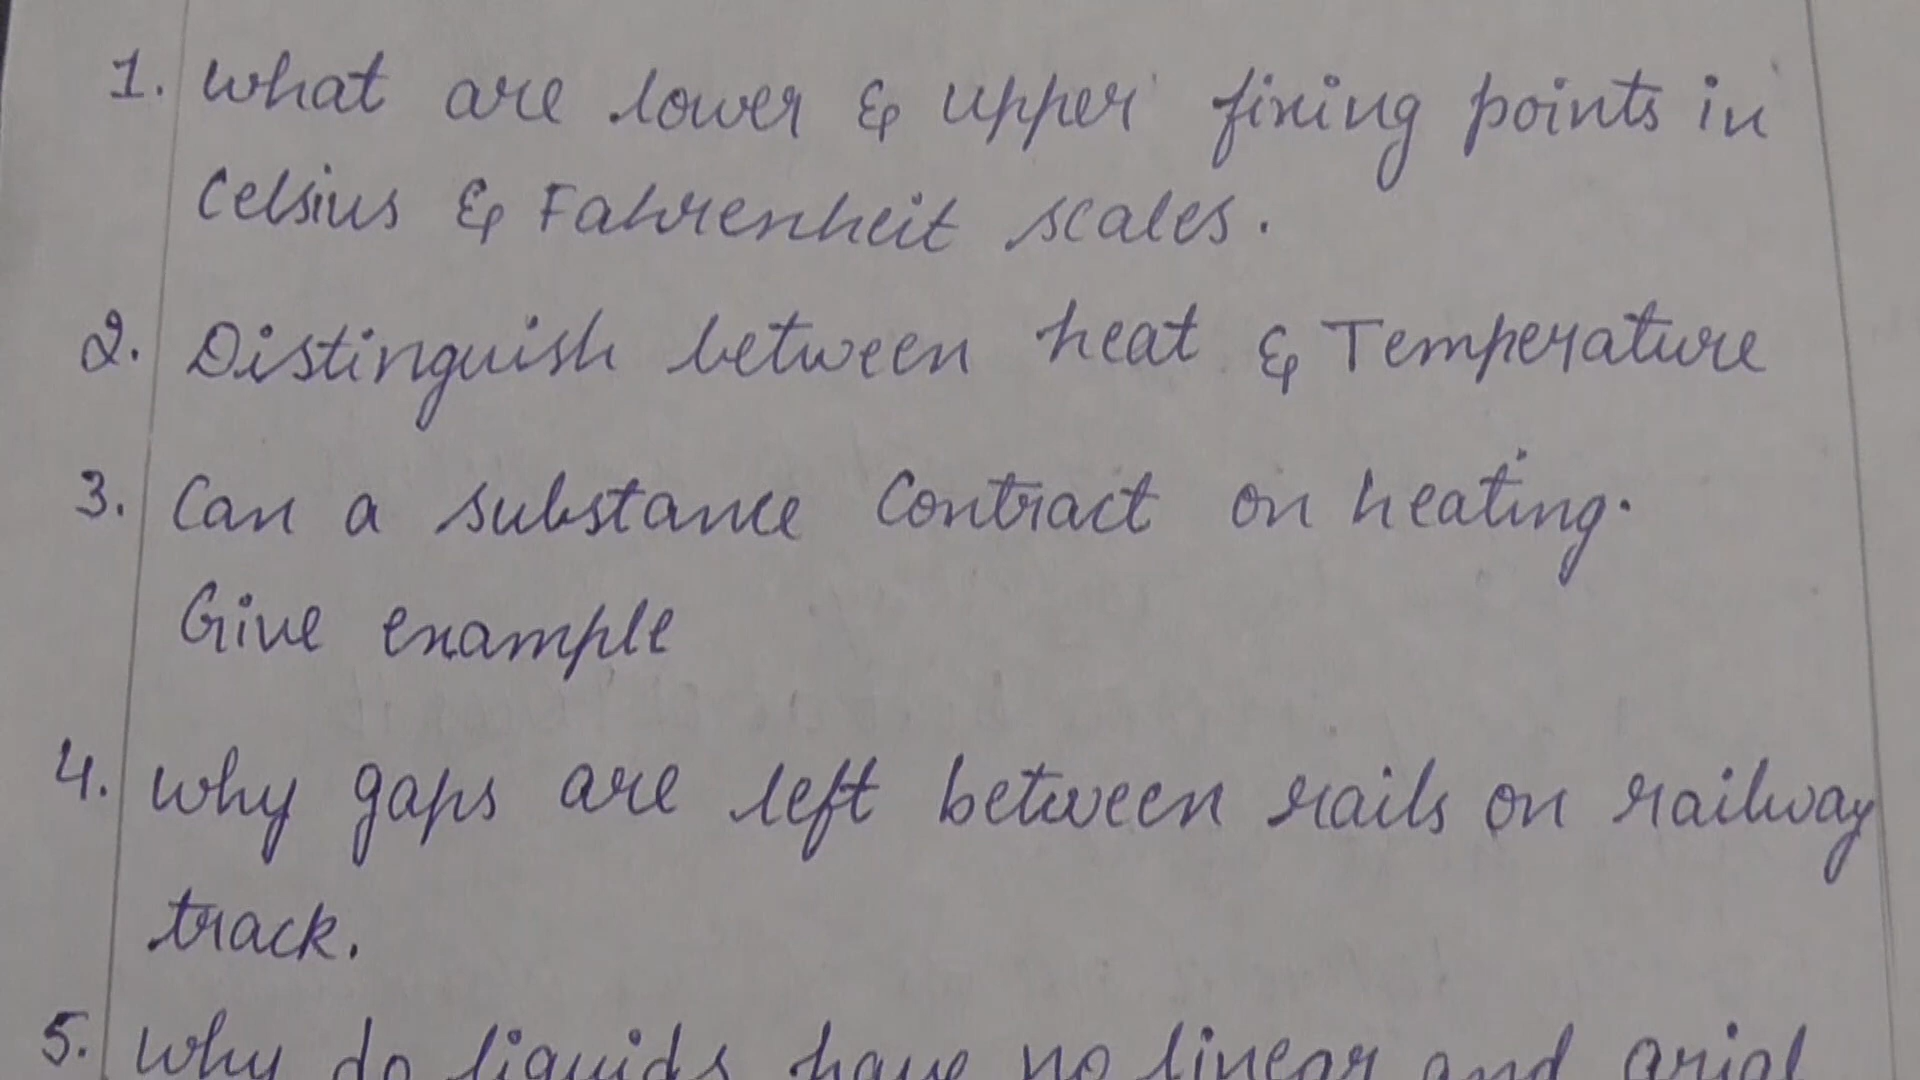 1. What are lower & upper fixing points in
Celsius & Fahrenheit scales.
2. Distinguish between heat & Temperature
3. Can a substance Contract on heating.
Give example
4. Why gaps are left between rails on railway
track.
5. Why do liquids have no linear and arial